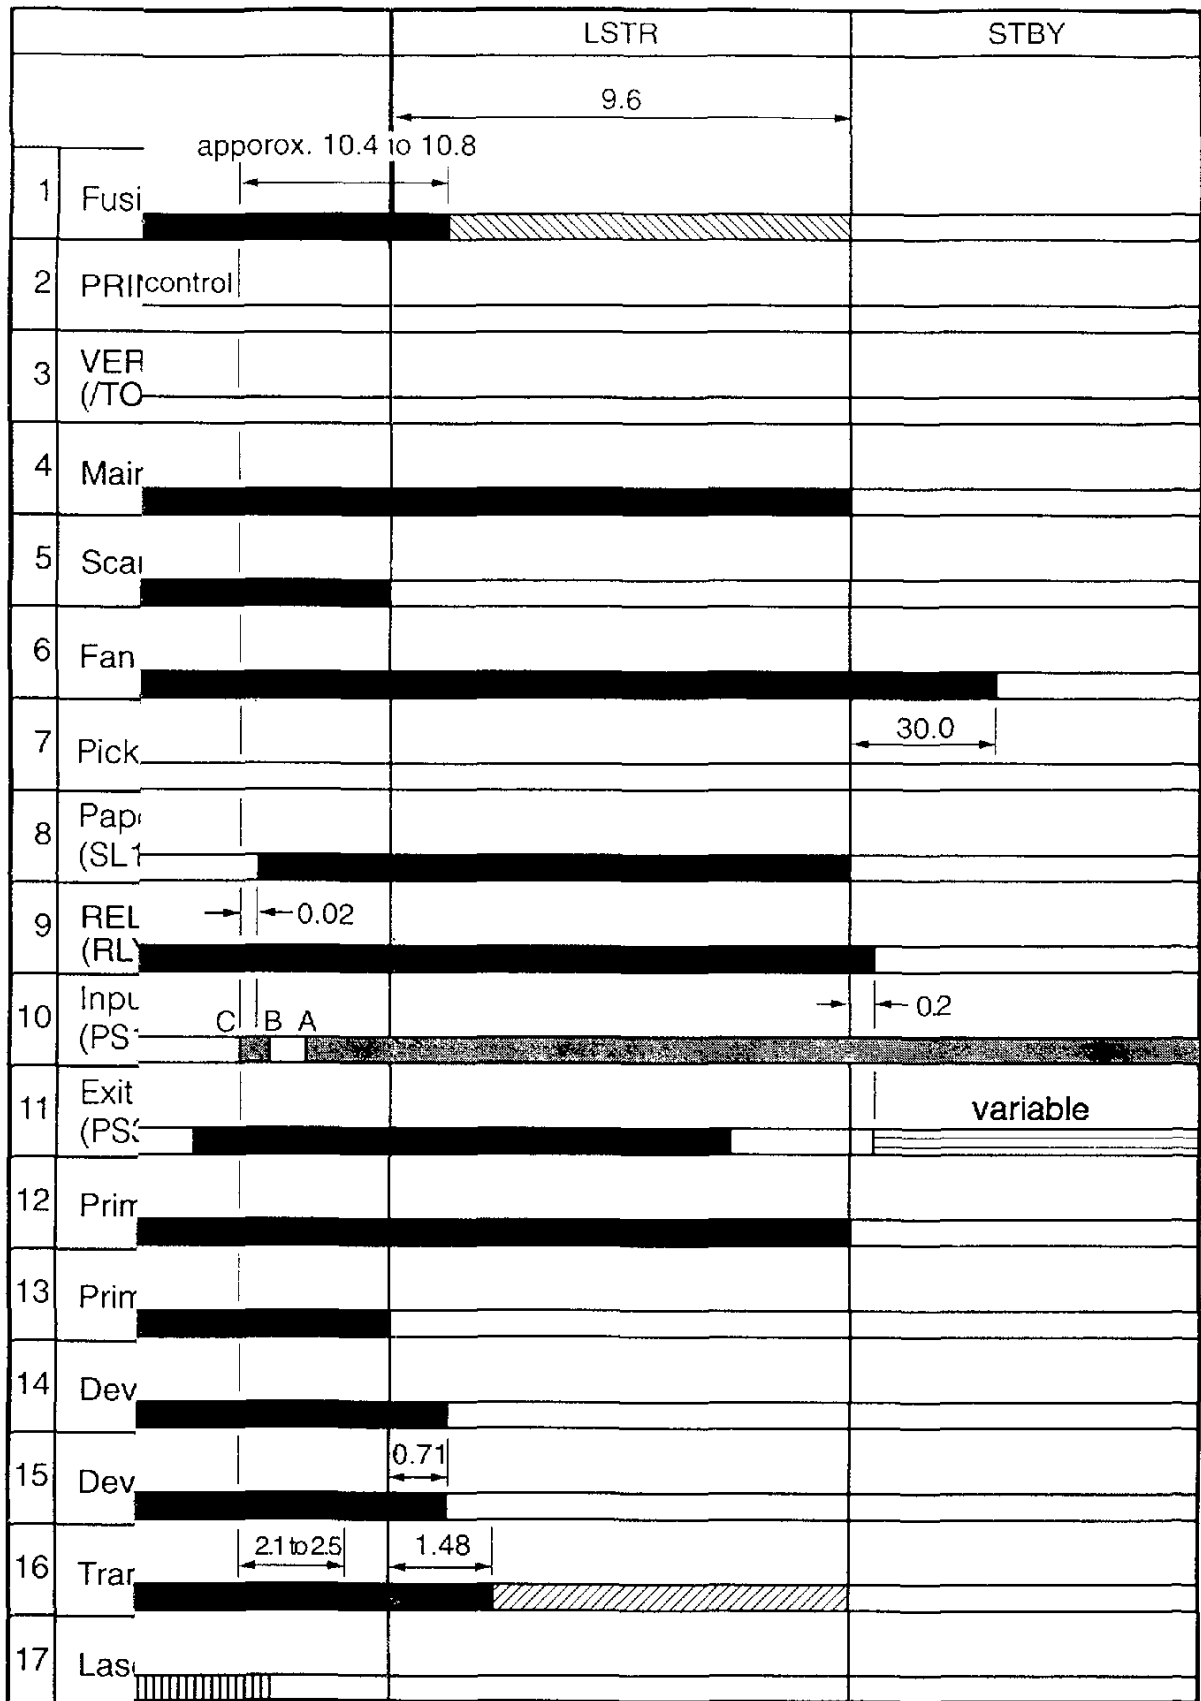 LSTR STBY
9.6
apporox. 10.4 to 10.8
1 Fusi
2 PRI control
3 VER
(/TO
4 Mair
5 Scai
6 Fan
30.0
7 Pick
8 Pap
(SL1
0.02
9 REL
(RL
0.2
10 Inpu
(PS C B A
11 Exit variable
(PS
12 Prim
13 Prim
14 Dev
0.71
15 Dev
2.1 to 2.5 1.48
16 Trar
17 Las